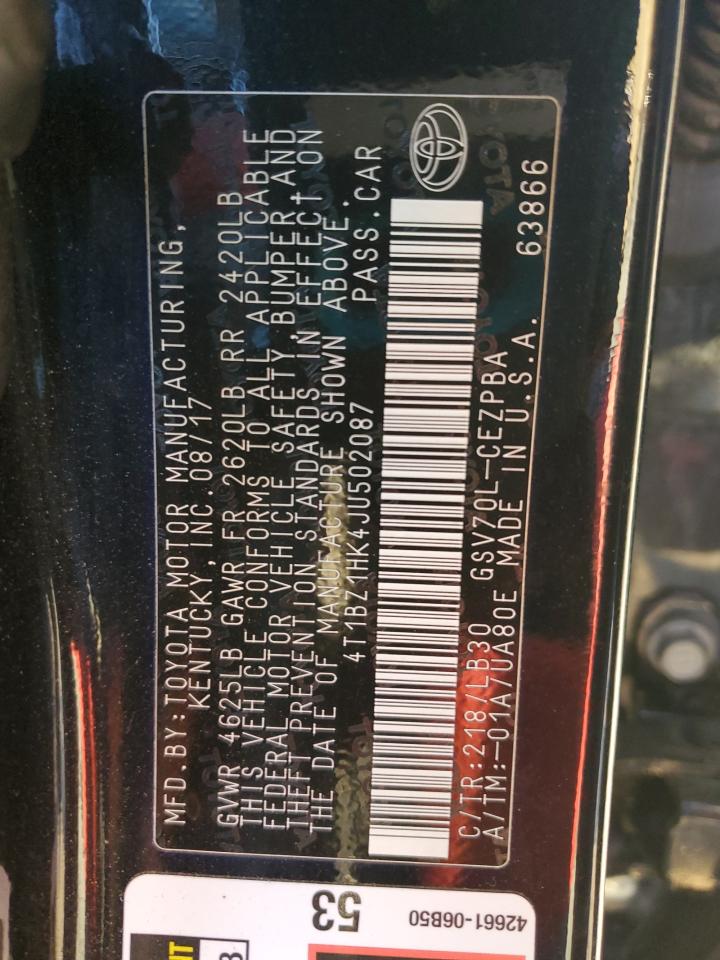 MFD.BY:TOYOTA MOTOR MANUFACTURING,
KENTUCKY,INC.08/17
GVWR 4625LB GAWR FR 2620LB RR 2420LB
THIS VEHICLE CONFORMS TO ALL APPLICABLE
FEDERAL MOTOR VEHICLE SAFETY, BUMPER, AND
THEFT PREVENTION STANDARDS IN EFFECT ON
THE DATE OF MANUFACTURE SHOWN ABOVE.
4T1BZ1HK4JU502087 PASS.CAR
C/TR:218/LB30 GSV70L-CEZPBA
A/TM:-01A/UA80E MADE IN U.S.A. 63866
53
42661-06B50